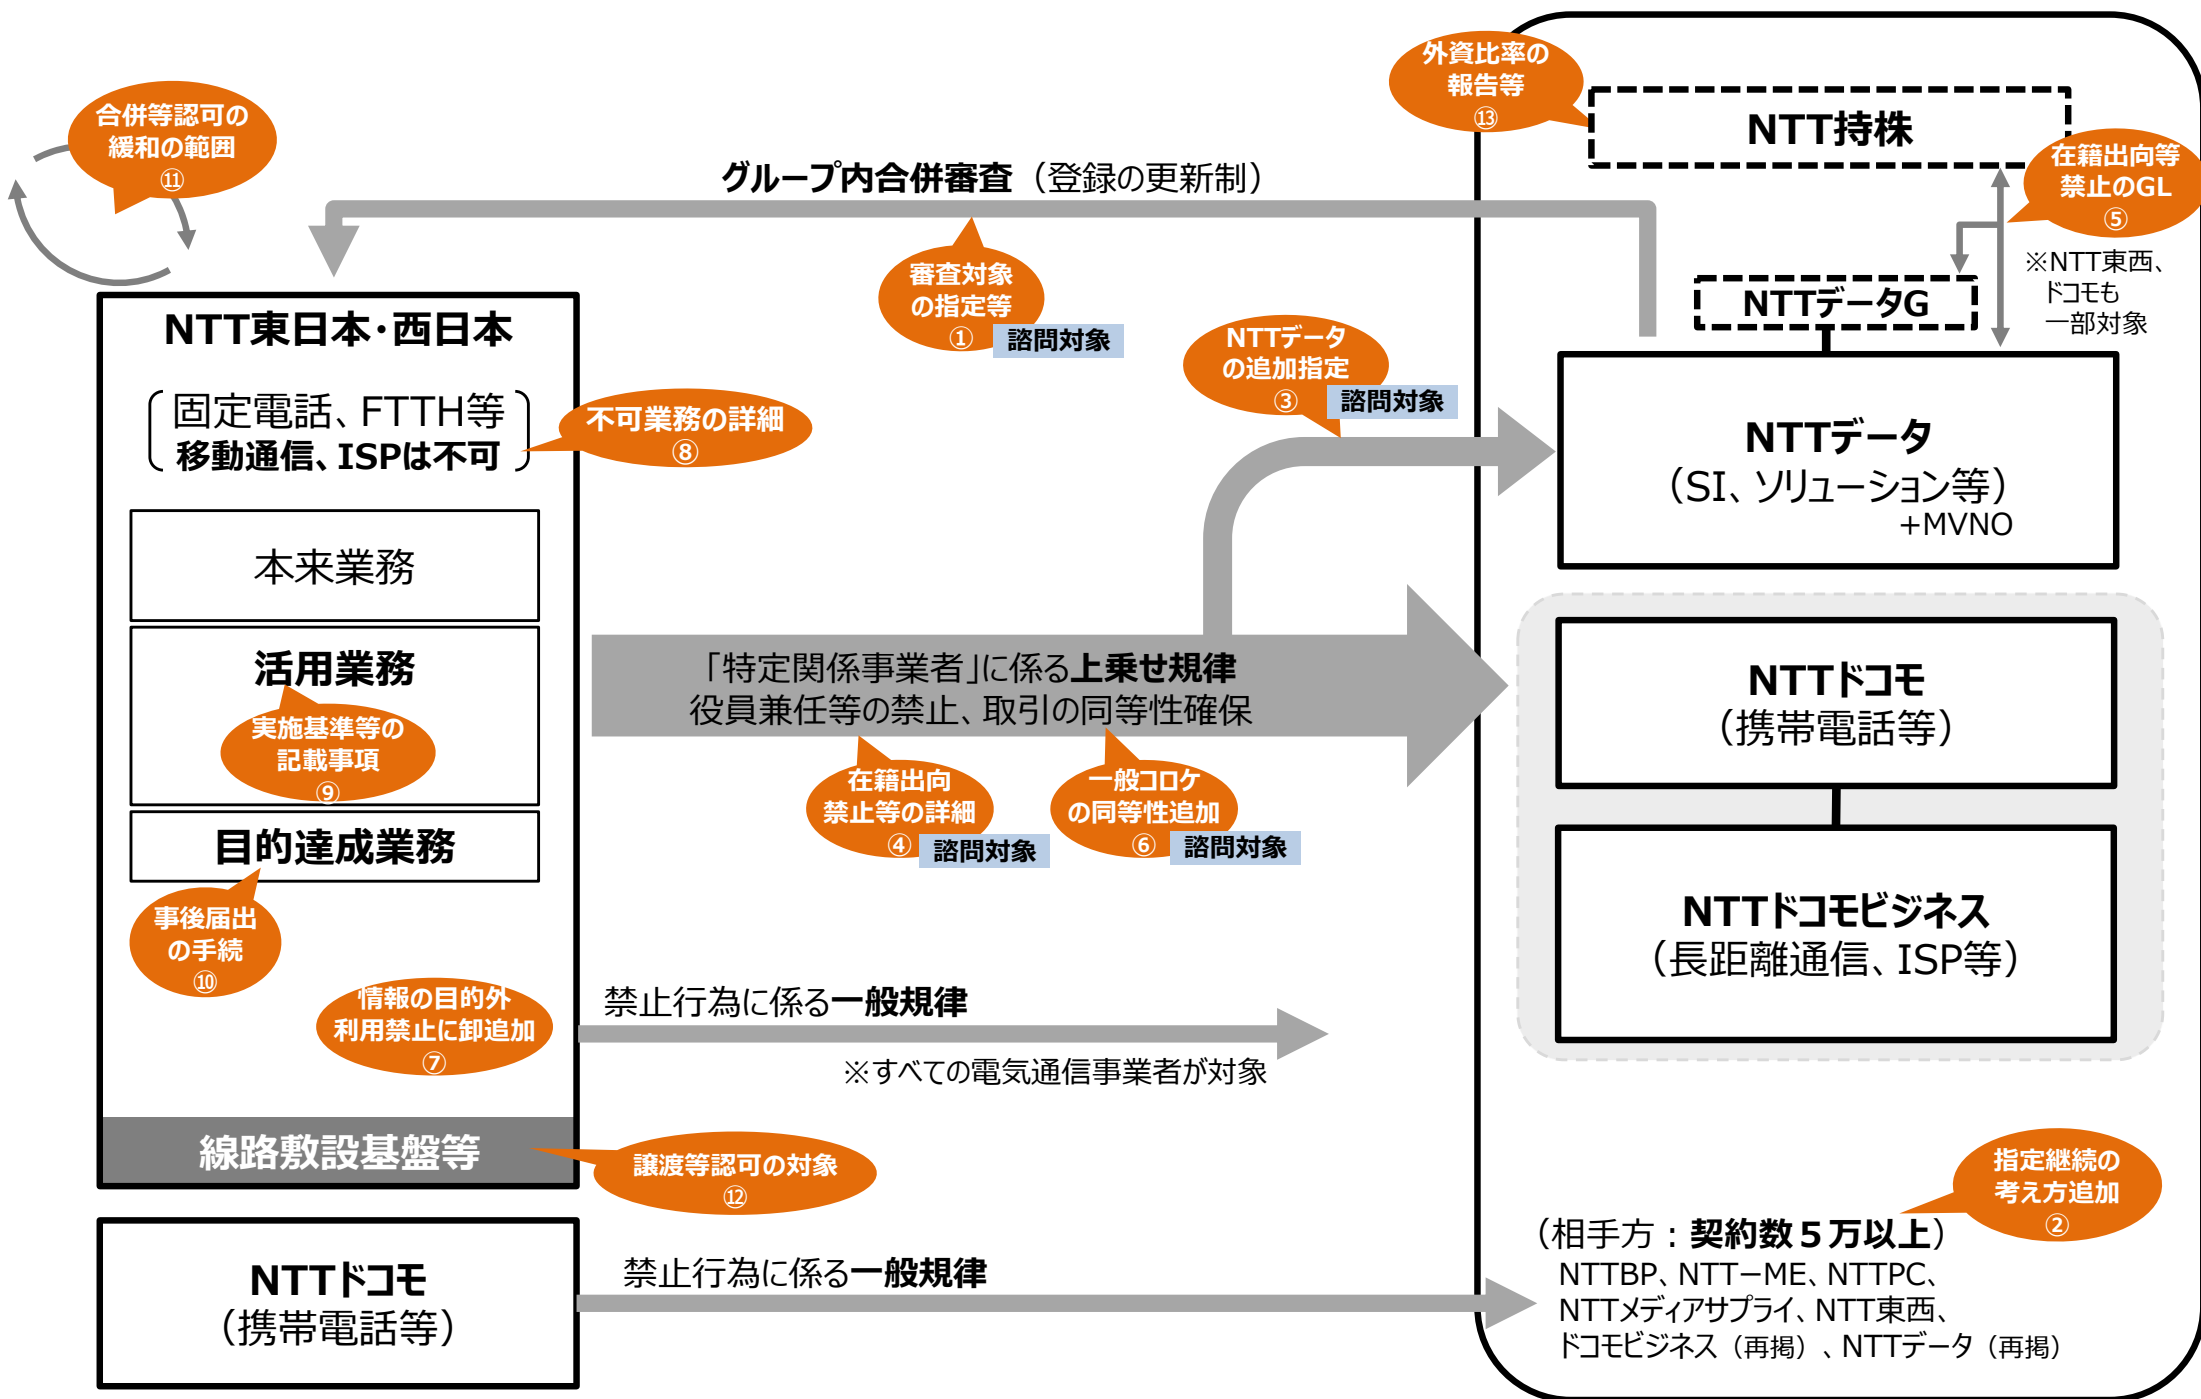 外資比率の
報告等
⑬
NTT持株
合併等認可の
緩和の範囲
⑪
在籍出向等
禁止のGL
⑤
グループ内合併審査（登録の更新制）
※NTT東西、
ドコモも
一部対象
審査対象
の指定等
①
諮問対象
NTTデータG
NTT東日本・西日本
NTTデータ
の追加指定
③
諮問対象
固定電話、FTTH等
移動通信、ISPは不可
不可業務の詳細
⑧
NTTデータ
（SI、ソリューション等）
+MVNO
本来業務
活用業務
実施基準等の
記載事項
⑨
「特定関係事業者」に係る上乗せ規律
役員兼任等の禁止、取引の同等性確保
NTTドコモ
（携帯電話等）
在籍出向
禁止等の詳細
④
諮問対象
一般コロケ
の同等性追加
⑥
諮問対象
目的達成業務
事後届出
の手続
⑩
NTTドコモビジネス
（長距離通信、ISP等）
情報の目的外
利用禁止に卸追加
⑦
禁止行為に係る一般規律
※すべての電気通信事業者が対象
線路敷設基盤等
譲渡等認可の対象
⑫
指定継続の
考え方追加
②
（相手方：契約数５万以上）
NTTBP、NTTーME、NTTPC、
NTTメディアサプライ、NTT東西、
ドコモビジネス（再掲）、NTTデータ（再掲）
NTTドコモ
（携帯電話等）
禁止行為に係る一般規律